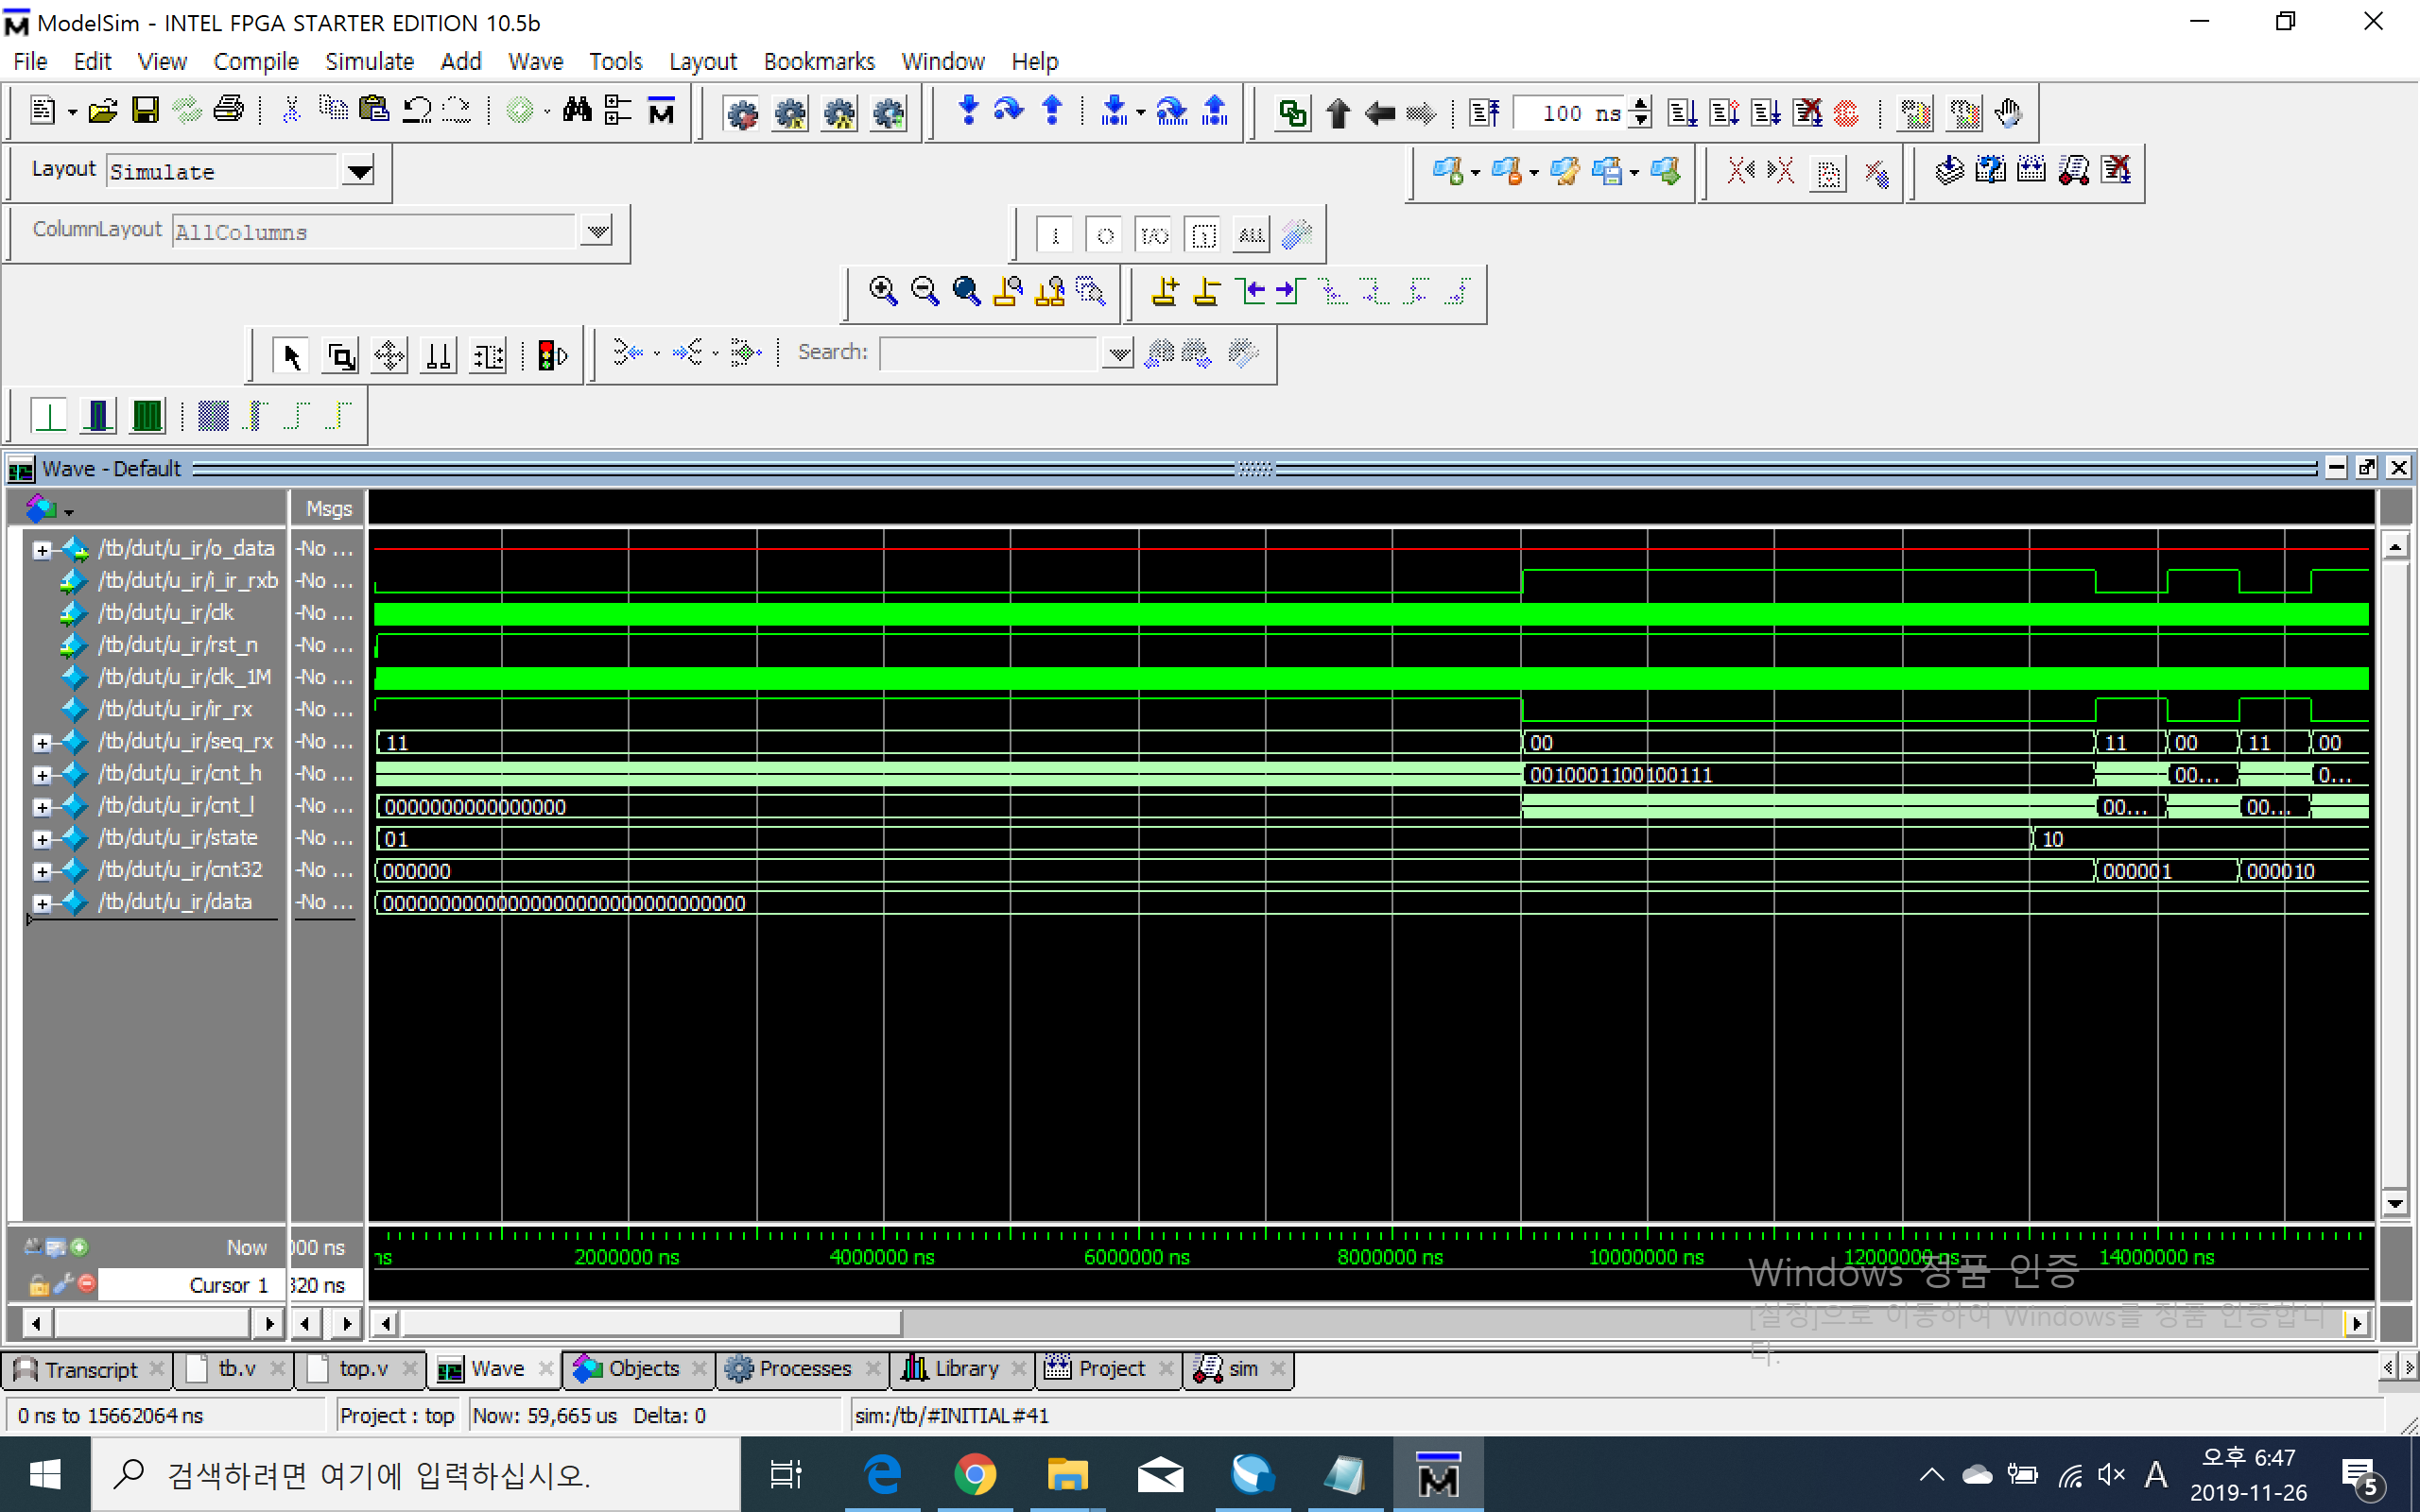 ModelSim - INTEL FPGA STARTER EDITION 10.5b
File Edit View Compile Simulate Add Wave Tools Layout Bookmarks Window Help
100 ns
Layout Simulate
ColumnLayout AllColumns
I/O ALL
Search:
Wave - Default
Msgs
/tb/dut/u_ir/o_data -No ...
/tb/dut/u_ir/i_ir_rxb -No ...
/tb/dut/u_ir/clk -No ...
/tb/dut/u_ir/rst_n -No ...
/tb/dut/u_ir/clk_1M -No ...
/tb/dut/u_ir/ir_rx -No ...
/tb/dut/u_ir/seq_rx -No ... 11 00 11 00 11 00
/tb/dut/u_ir/cnt_h -No ... 0010001100100111 00... 0...
/tb/dut/u_ir/cnt_l -No ... 0000000000000000 00... 00...
/tb/dut/u_ir/state -No ... 01 10
/tb/dut/u_ir/cnt32 -No ... 000000 000001 000010
/tb/dut/u_ir/data -No ... 00000000000000000000000000000000
Now 000 ns ns 2000000 ns 4000000 ns 6000000 ns 8000000 ns 10000000 ns 12000000 ns 14000000 ns
Cursor 1 320 ns
Windows 정품 인증
[설정]으로 이동하여 Windows를 정품 인증합니
다.
Transcript tb.v top.v Wave Objects Processes Library Project sim
0 ns to 15662064 ns Project : top Now: 59,665 us Delta: 0 sim:/tb/#INITIAL#41
검색하려면 여기에 입력하십시오.
A 오후 6:47
2019-11-26
5